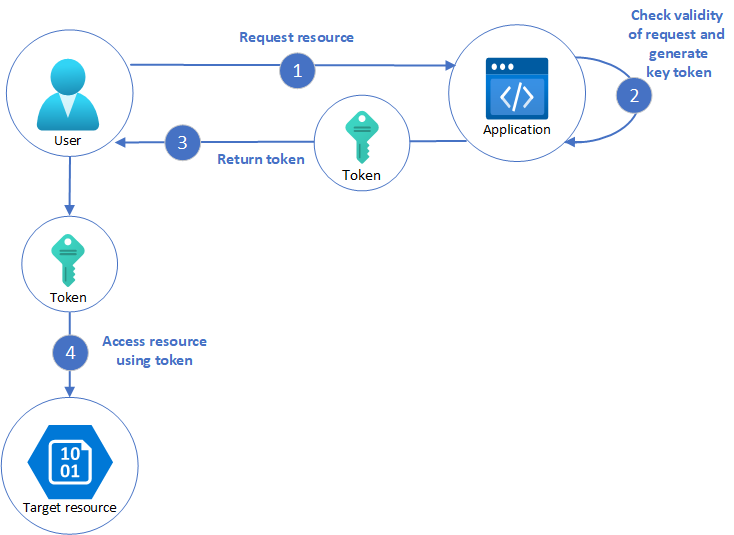 Request resource
1
Check validity
of request and
generate
key token
2
User
Application
3
Return token
Token
Token
4
Access resource
using token
10
01
Target resource